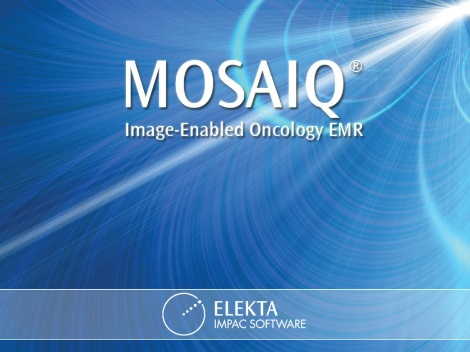 MOSAIQ®
Image-Enabled Oncology EMR
ELEKTA
IMPAC SOFTWARE